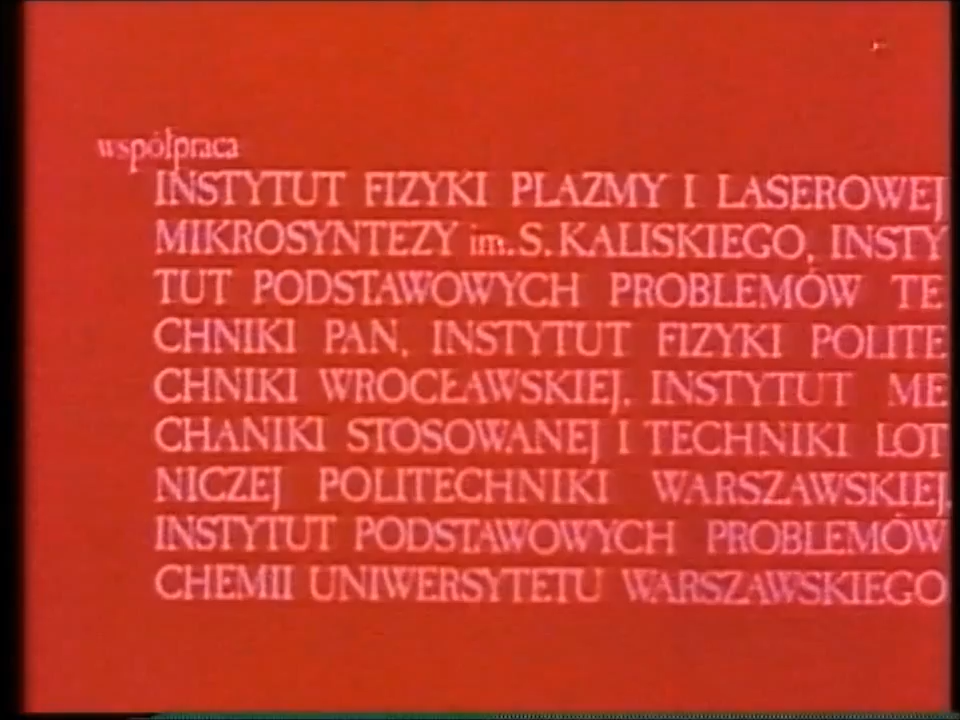 współpraca
INSTYTUT FIZYKI PLAZMY I LASEROWEJ
MIKROSYNTEZY im. S. KALISKIEGO, INSTY
TUT PODSTAWOWYCH PROBLEMÓW TE
CHNIKI PAN, INSTYTUT FIZYKI POLITE
CHNIKI WROCŁAWSKIEJ, INSTYTUT ME
CHANIKI STOSOWANEJ I TECHNIKI LOT
NICZEJ POLITECHNIKI WARSZAWSKIEJ,
INSTYTUT PODSTAWOWYCH PROBLEMÓW
CHEMII UNIWERSYTETU WARSZAWSKIEGO